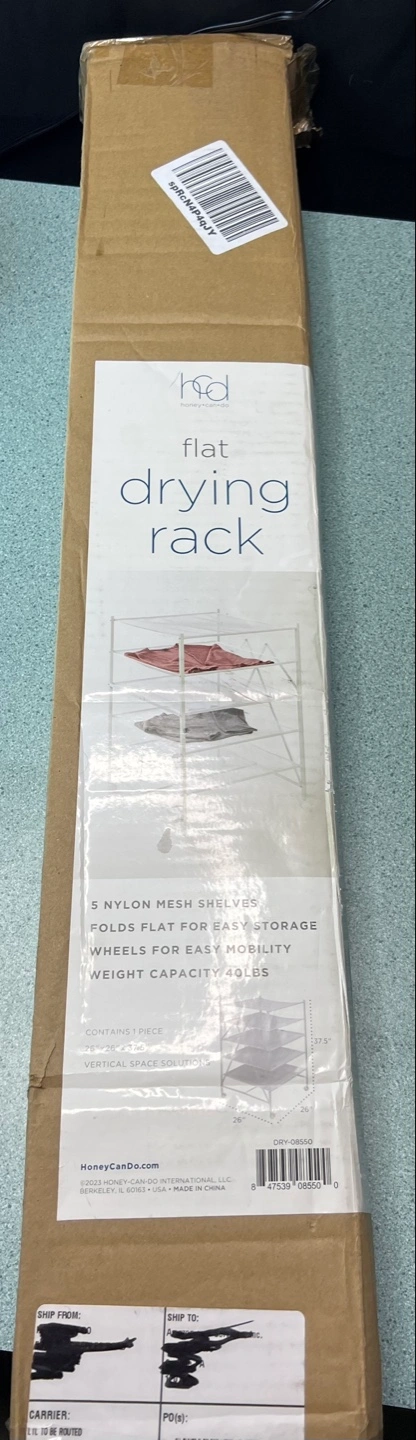 spRcN4P4qJY
hcd
honey•can•do
flat
drying
rack
5 NYLON MESH SHELVES
FOLDS FLAT FOR EASY STORAGE
WHEELS FOR EASY MOBILITY
WEIGHT CAPACITY 40LBS
CONTAINS 1 PIECE
VERTICAL SPACE SOLUTION
37.5"
26"
26"
DRY-08550
HoneyCanDo.com
©2023 HONEY-CAN-DO INTERNATIONAL, LLC.
BERKELEY, IL 60163 • USA • MADE IN CHINA
8 47539 08550 0
SHIP FROM:
SHIP TO:
CARRIER:
TO BE ROUTED
PO(s):